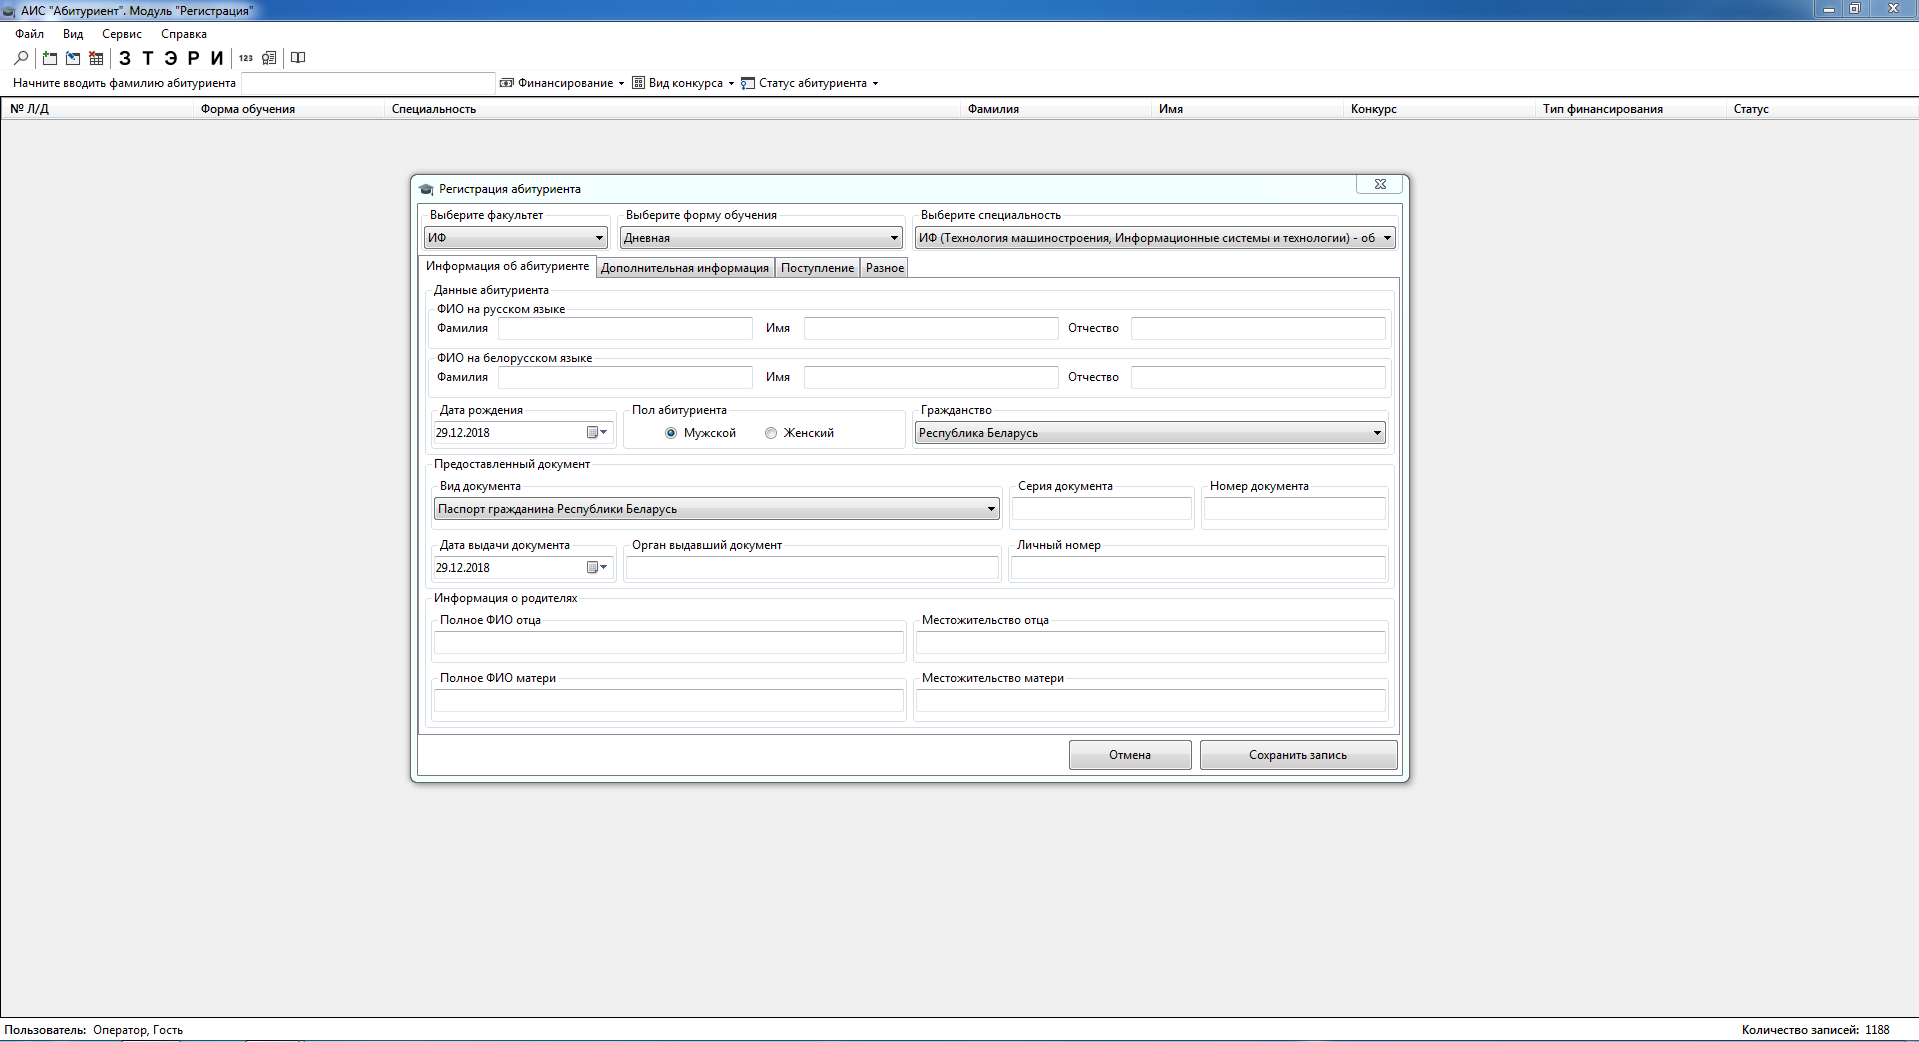 АИС "Абитуриент". Модуль "Регистрация"
Файл Вид Сервис Справка
З Т Э Р И 123
Начните вводить фамилию абитуриента Финансирование Вид конкурса Статус абитуриента
№ Л/Д Форма обучения Специальность Фамилия Имя Конкурс Тип финансирования Статус
Регистрация абитуриента
Выберите факультет Выберите форму обучения Выберите специальность
ИФ Дневная ИФ (Технология машиностроения, Информационные системы и технологии) - об
Информация об абитуриенте Дополнительная информация Поступление Разное
Данные абитуриента
ФИО на русском языке
Фамилия Имя Отчество
ФИО на белорусском языке
Фамилия Имя Отчество
Дата рождения Пол абитуриента Гражданство
29.12.2018 Мужской Женский Республика Беларусь
Предоставленный документ
Вид документа Серия документа Номер документа
Паспорт гражданина Республики Беларусь
Дата выдачи документа Орган выдавший документ Личный номер
29.12.2018
Информация о родителях
Полное ФИО отца Местожительство отца
Полное ФИО матери Местожительство матери
Отмена Сохранить запись
Пользователь: Оператор, Гость Количество записей: 1188